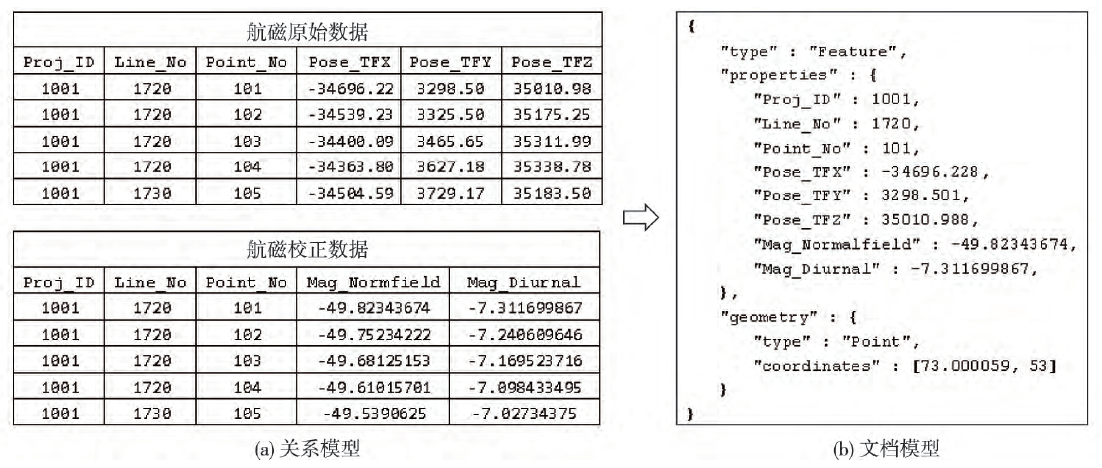 航磁原始数据
Proj_ID Line_No Point_No Pose_TFX Pose_TFY Pose_TFZ
1001 1720 101 -34696.22 3298.50 35010.98
1001 1720 102 -34539.23 3325.50 35175.25
1001 1720 103 -34400.09 3465.65 35311.99
1001 1720 104 -34363.80 3627.18 35338.78
1001 1730 105 -34504.59 3729.17 35183.50
航磁校正数据
Proj_ID Line_No Point_No Mag_Normfield Mag_Diurnal
1001 1720 101 -49.82343674 -7.311699867
1001 1720 102 -49.75234222 -7.240609646
1001 1720 103 -49.68125153 -7.169523716
1001 1720 104 -49.61015701 -7.098433495
1001 1730 105 -49.5390625 -7.02734375
(a) 关系模型
{
"type" : "Feature",
"properties" : {
"Proj_ID" : 1001,
"Line_No" : 1720,
"Point_No" : 101,
"Pose_TFX" : -34696.228,
"Pose_TFY" : 3298.501,
"Pose_TFZ" : 35010.988,
"Mag_Normalfield" : -49.82343674,
"Mag_Diurnal" : -7.311699867,
},
"geometry" : {
"type" : "Point",
"coordinates" : [73.000059, 53]
}
}
(b) 文档模型